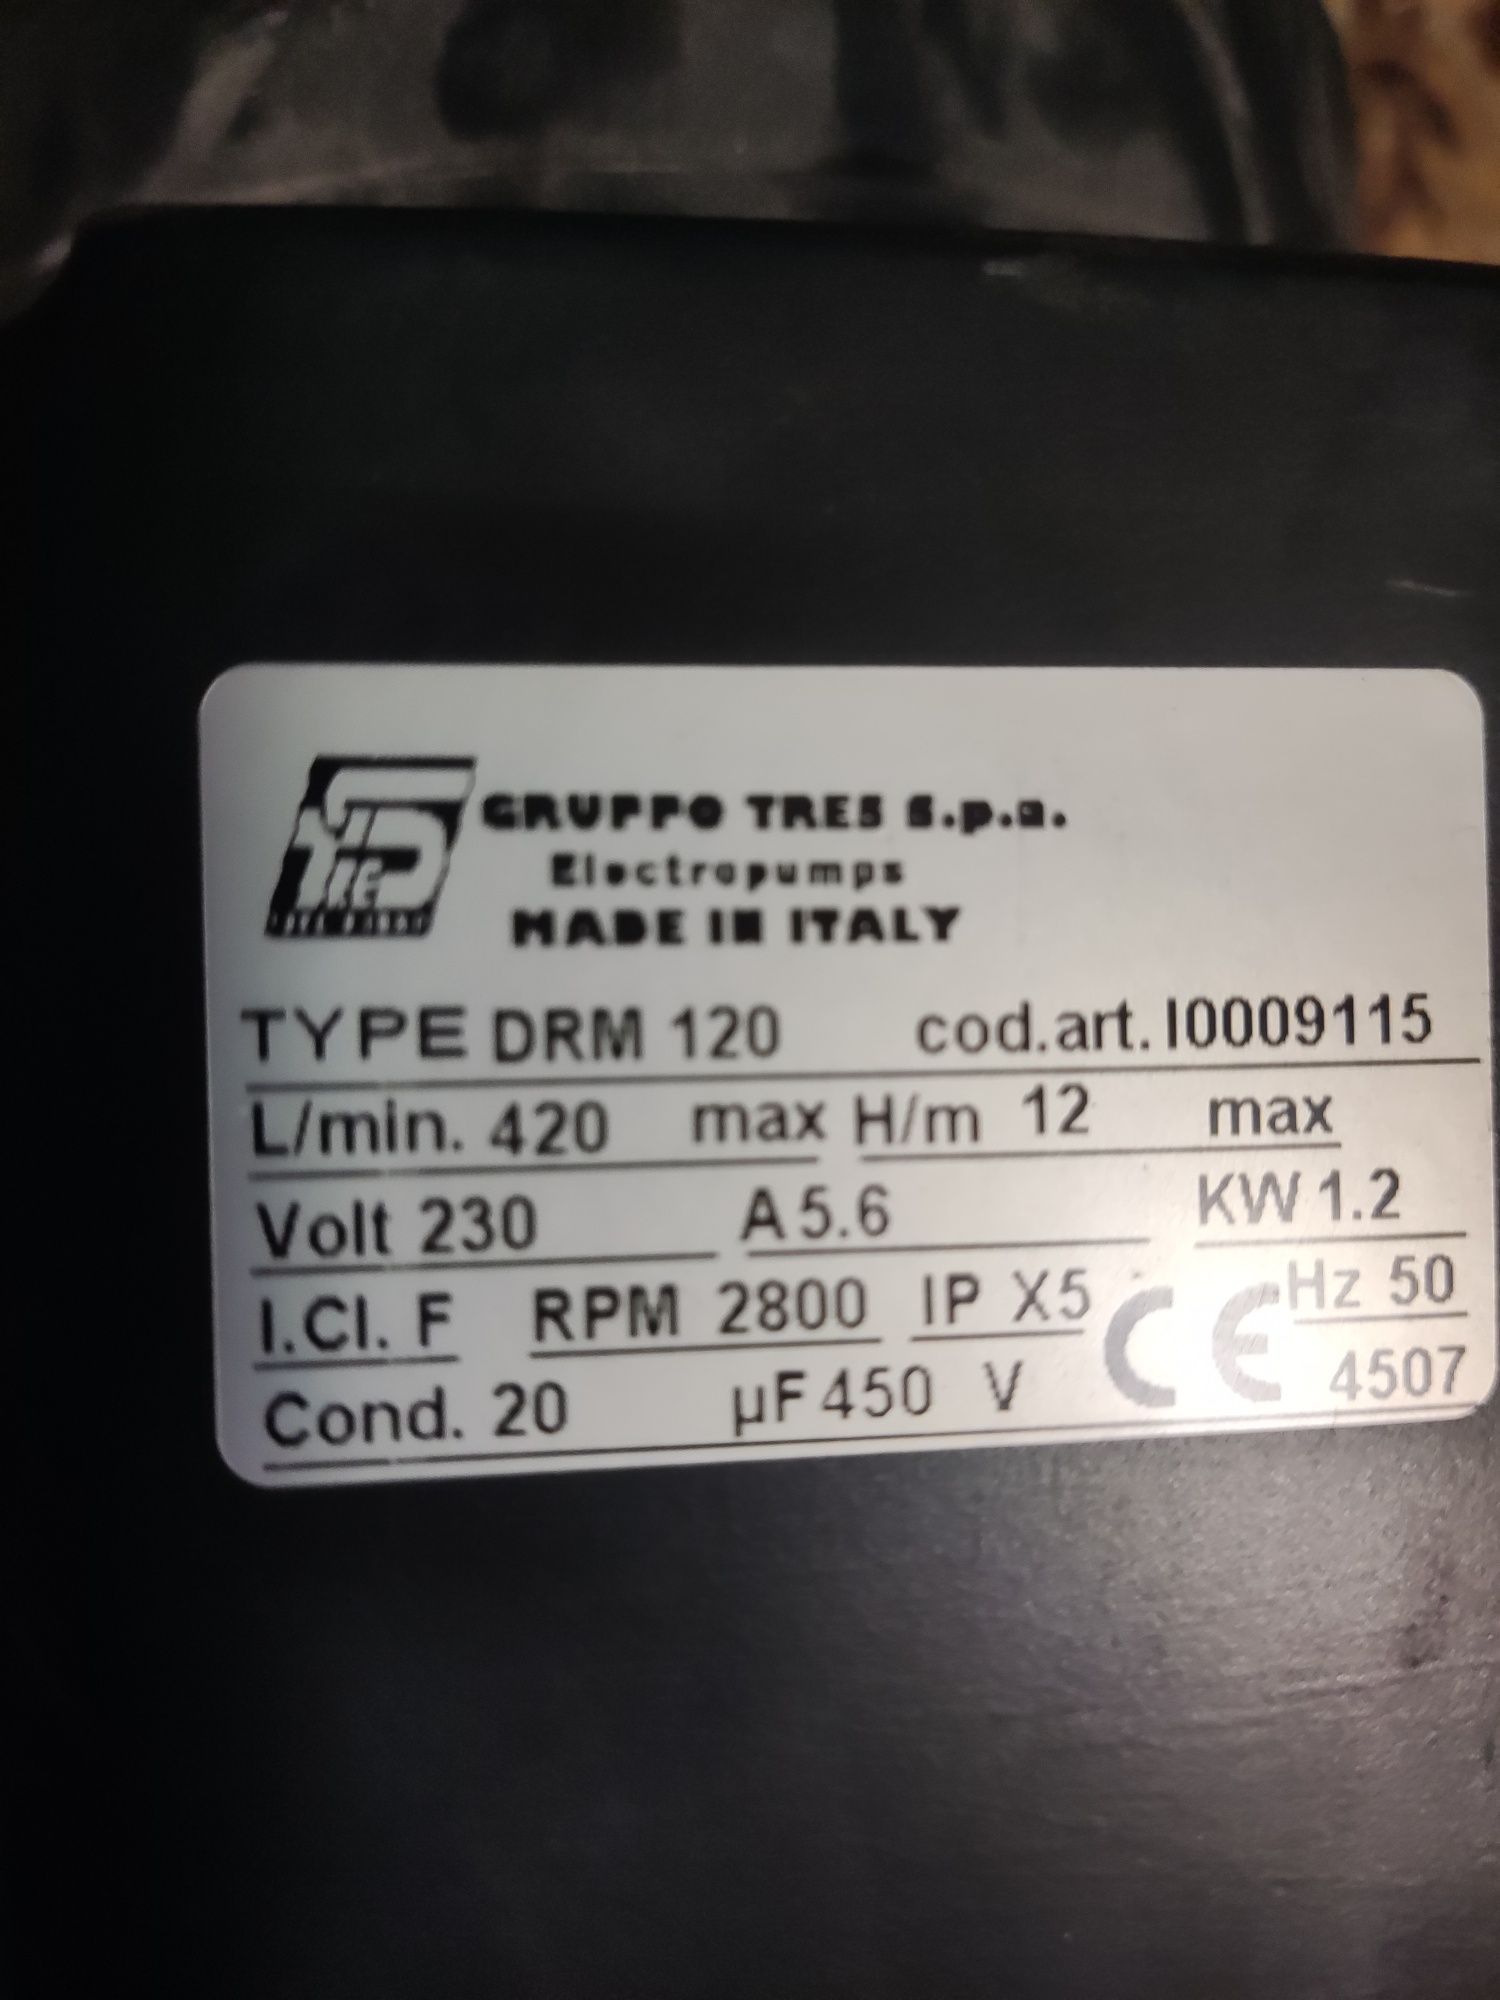 GRUPPO TRES S.p.a.
Electropumps
MADE IN ITALY
TYPE DRM 120 cod.art. I0009115
L/min. 420 max H/m 12 max
Volt 230 A 5.6 KW 1.2
I.Cl. F RPM 2800 IP X5 CE Hz 50
Cond. 20 µF 450 V 4507